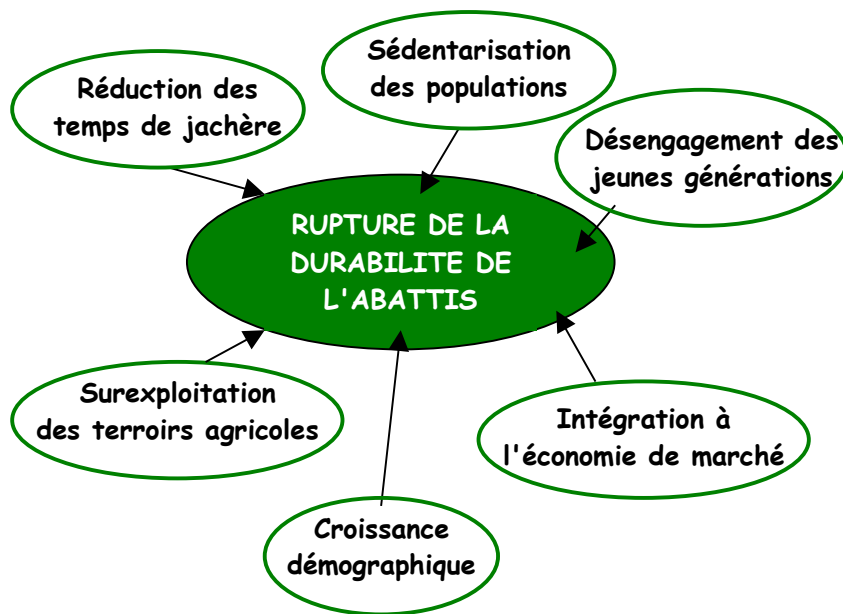 Sédentarisation
des populations
Réduction des
temps de jachère
Désengagement des
jeunes générations
RUPTURE DE LA
DURABILITE DE
L'ABATTIS
Surexploitation
des terroirs agricoles
Intégration à
l'économie de marché
Croissance
démographique